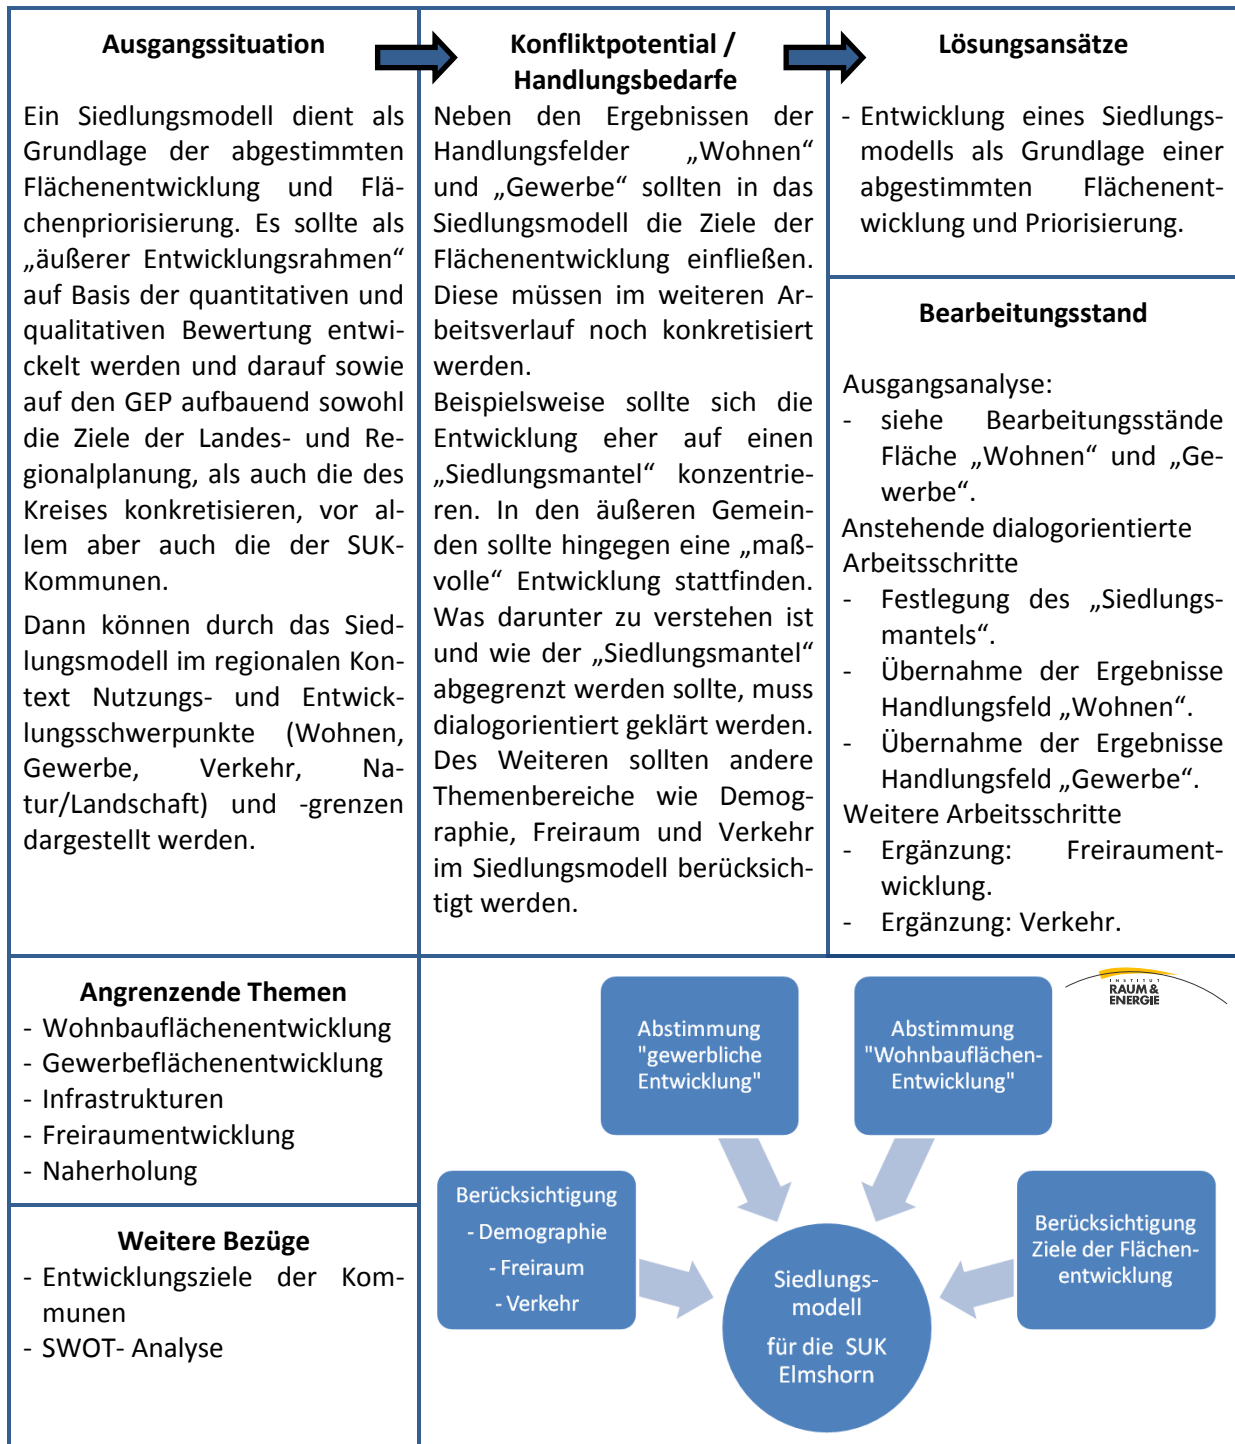 Ausgangssituation
Ein Siedlungsmodell dient als
Grundlage der abgestimmten
Flächenentwicklung und Flä-
chenpriorisierung. Es sollte als
„äußerer Entwicklungsrahmen“
auf Basis der quantitativen und
qualitativen Bewertung entwi-
ckelt werden und darauf sowie
auf den GEP aufbauend sowohl
die Ziele der Landes- und Re-
gionalplanung, als auch die des
Kreises konkretisieren, vor al-
lem aber auch die der SUK-
Kommunen.
Dann können durch das Sied-
lungsmodell im regionalen Kon-
text Nutzungs- und Entwick-
lungsschwerpunkte (Wohnen,
Gewerbe, Verkehr, Na-
tur/Landschaft) und -grenzen
dargestellt werden.
Konfliktpotential /
Handlungsbedarfe
Neben den Ergebnissen der
Handlungsfelder „Wohnen“
und „Gewerbe“ sollten in das
Siedlungsmodell die Ziele der
Flächenentwicklung einfließen.
Diese müssen im weiteren Ar-
beitsverlauf noch konkretisiert
werden.
Beispielsweise sollte sich die
Entwicklung eher auf einen
„Siedlungsmantel“ konzentrie-
ren. In den äußeren Gemein-
den sollte hingegen eine „maß-
volle“ Entwicklung stattfinden.
Was darunter zu verstehen ist
und wie der „Siedlungsmantel“
abgegrenzt werden sollte, muss
dialogorientiert geklärt werden.
Des Weiteren sollten andere
Themenbereiche wie Demog-
raphie, Freiraum und Verkehr
im Siedlungsmodell berücksich-
tigt werden.
Lösungsansätze
- Entwicklung eines Siedlungs-
modells als Grundlage einer
abgestimmten Flächenent-
wicklung und Priorisierung.
Bearbeitungsstand
Ausgangsanalyse:
- siehe Bearbeitungsstände
Fläche „Wohnen“ und „Ge-
werbe“.
Anstehende dialogorientierte
Arbeitsschritte
- Festlegung des „Siedlungs-
mantels“.
- Übernahme der Ergebnisse
Handlungsfeld „Wohnen“.
- Übernahme der Ergebnisse
Handlungsfeld „Gewerbe“.
Weitere Arbeitsschritte
- Ergänzung: Freiraument-
wicklung.
- Ergänzung: Verkehr.
Angrenzende Themen
- Wohnbauflächenentwicklung
- Gewerbeflächenentwicklung
- Infrastrukturen
- Freiraumentwicklung
- Naherholung
Weitere Bezüge
- Entwicklungsziele der Kom-
munen
- SWOT- Analyse
INSTITUT
RAUM &
ENERGIE
Abstimmung
"gewerbliche
Entwicklung"
Abstimmung
"Wohnbauflächen-
Entwicklung"
Berücksichtigung
- Demographie
- Freiraum
- Verkehr
Berücksichtigung
Ziele der Flächen-
entwicklung
Siedlungs-
modell
für die SUK
Elmshorn